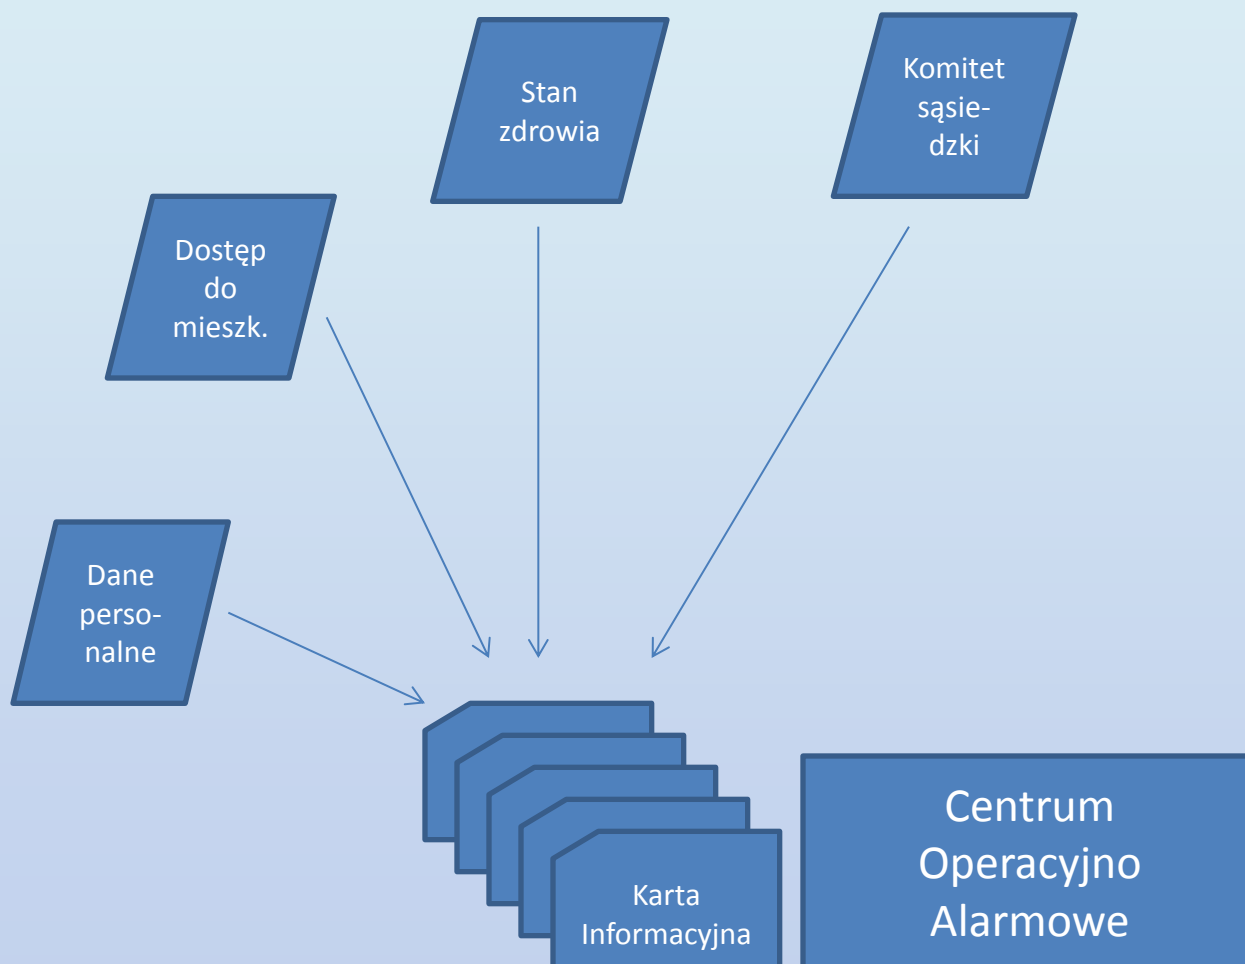 Stan
zdrowia
Komitet
sąsie-
dzki
Dostęp
do
mieszk.
Dane
perso-
nalne
Karta
Informacyjna
Centrum
Operacyjno
Alarmowe